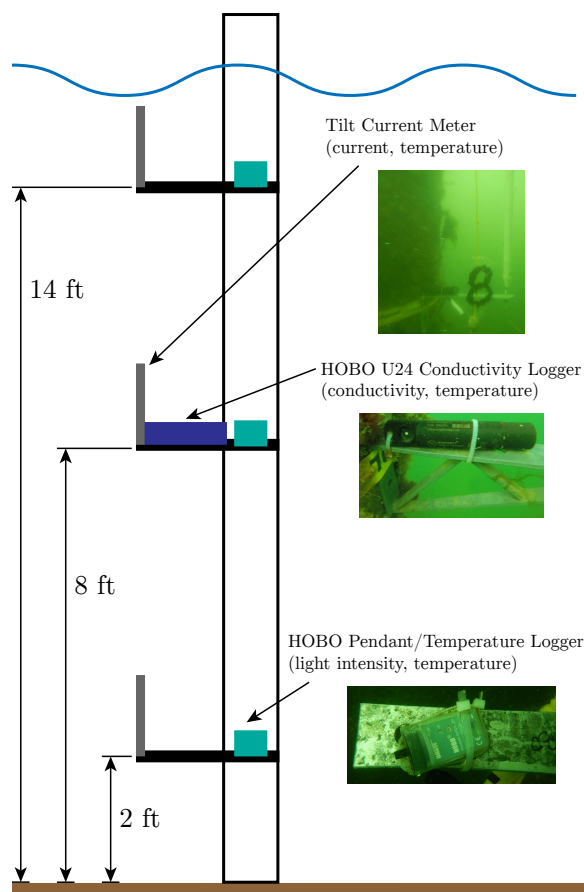 Tilt Current Meter
(current, temperature)
14 ft
8
HOBO U24 Conductivity Logger
(conductivity, temperature)
8 ft
HOBO Pendant/Temperature Logger
(light intensity, temperature)
2 ft